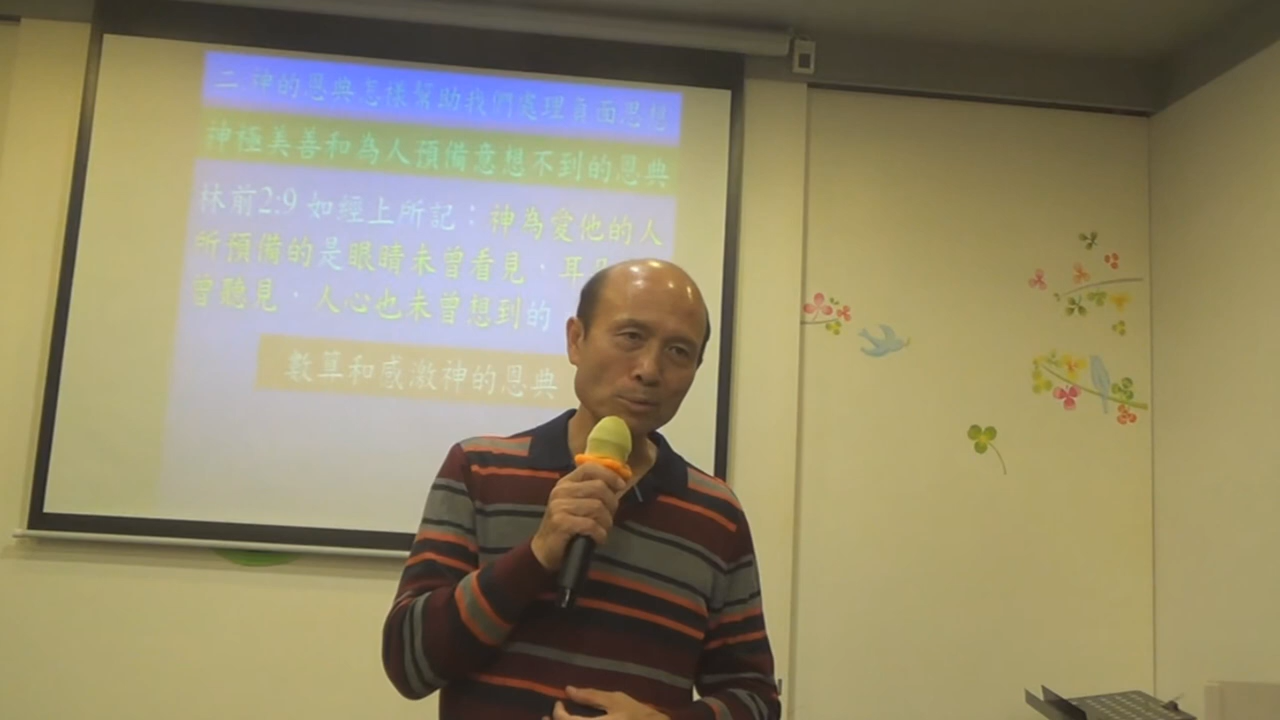 二 神的恩典怎樣幫助我們處理負面思想
神極美善和為人預備意想不到的恩典
林前2:9 如經上所記：神為愛他的人
所預備的是眼睛未曾看見，耳
曾聽見，人心也未曾想到的
數算和感激神的恩典